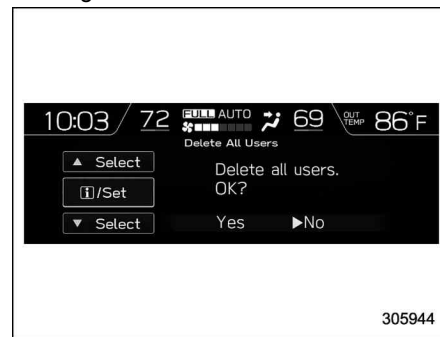 10:03 / 72 FULL AUTO 69 OUT TEMP 86°F
Delete All Users
▲ Select
i/Set
▼ Select
Delete all users.
OK?
Yes ▶No
305944